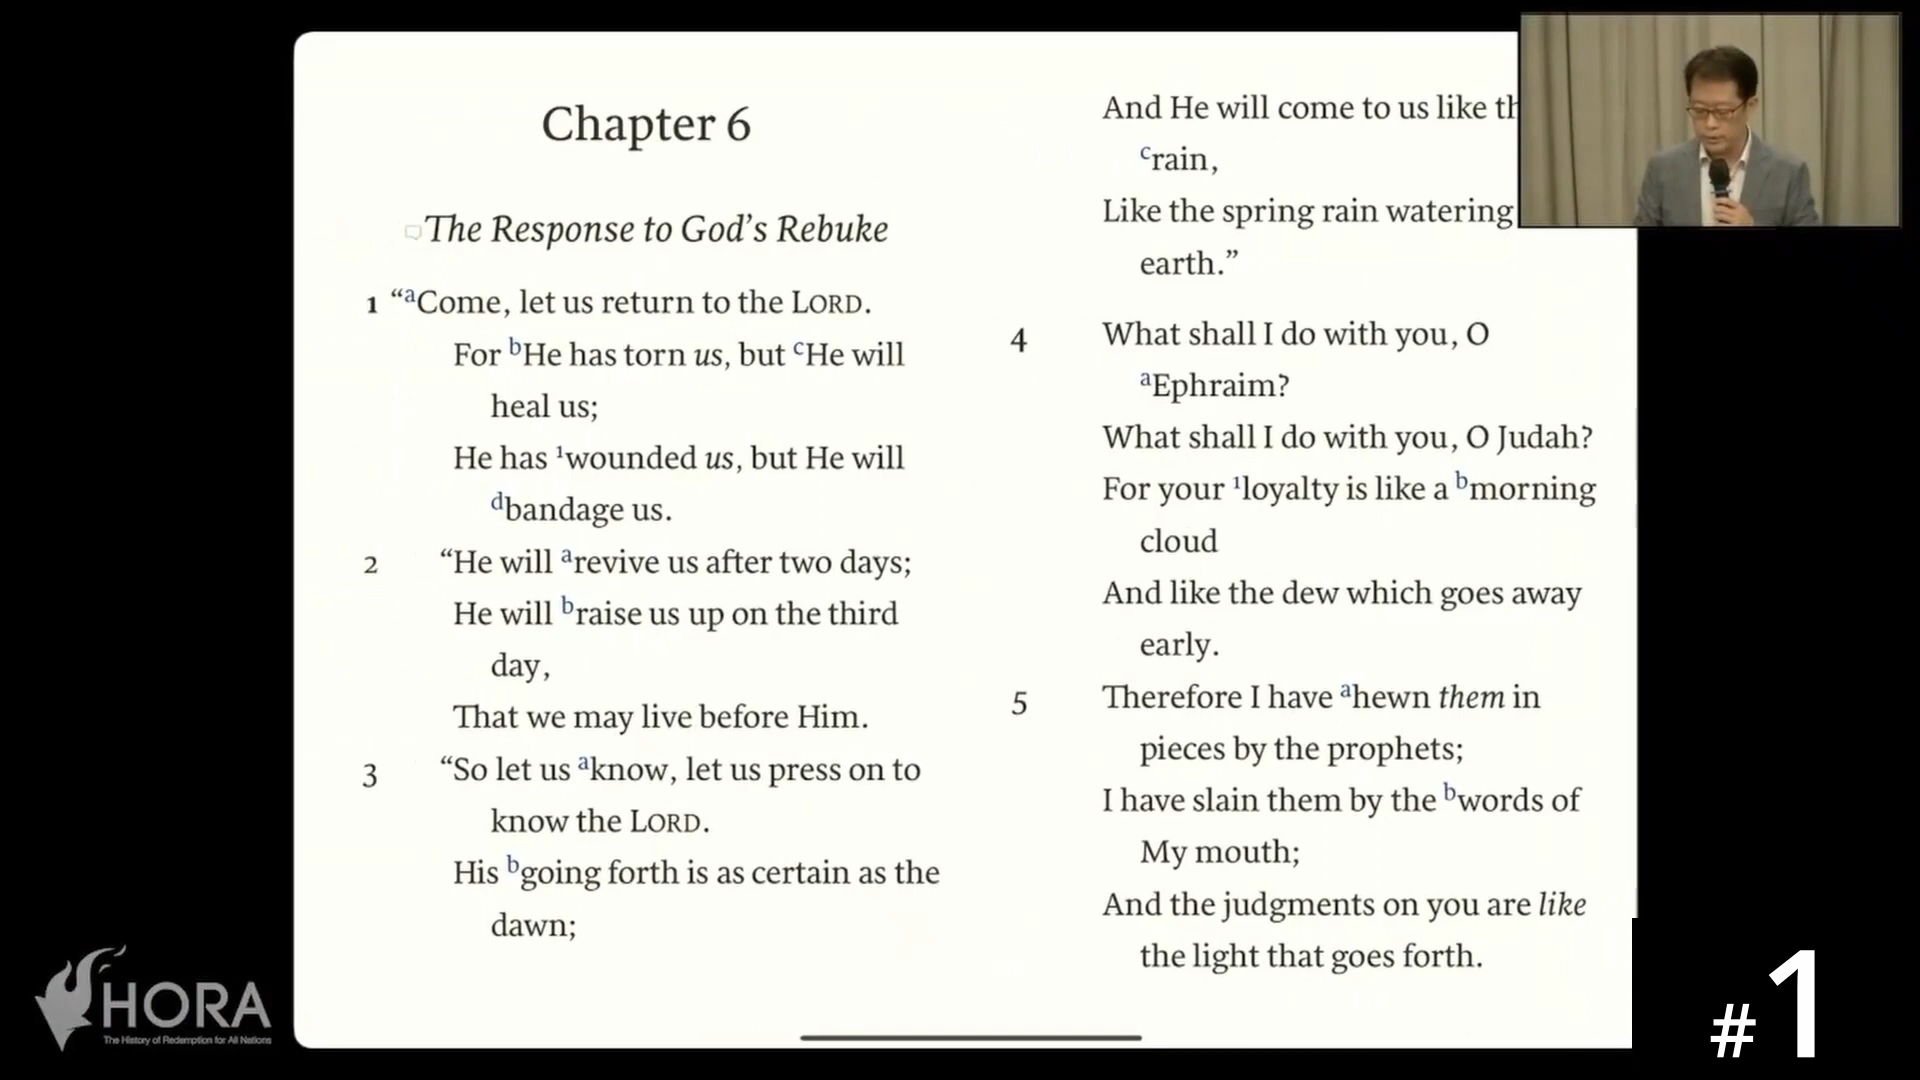 Chapter 6
The Response to God's Rebuke
1 “aCome, let us return to the LORD.
For bHe has torn us, but cHe will
heal us;
He has 1wounded us, but He will
dbandage us.
2 “He will arevive us after two days;
He will braise us up on the third
day,
That we may live before Him.
3 “So let us aknow, let us press on to
know the LORD.
His bgoing forth is as certain as the
dawn;
And He will come to us like
crain,
Like the spring rain watering
earth.”
4 What shall I do with you, O
aEphraim?
What shall I do with you, O Judah?
For your 1loyalty is like a bmorning
cloud
And like the dew which goes away
early.
5 Therefore I have ahewn them in
pieces by the prophets;
I have slain them by the bwords of
My mouth;
And the judgments on you are like
the light that goes forth.
HORA
The History of Redemption for All Nations
#1